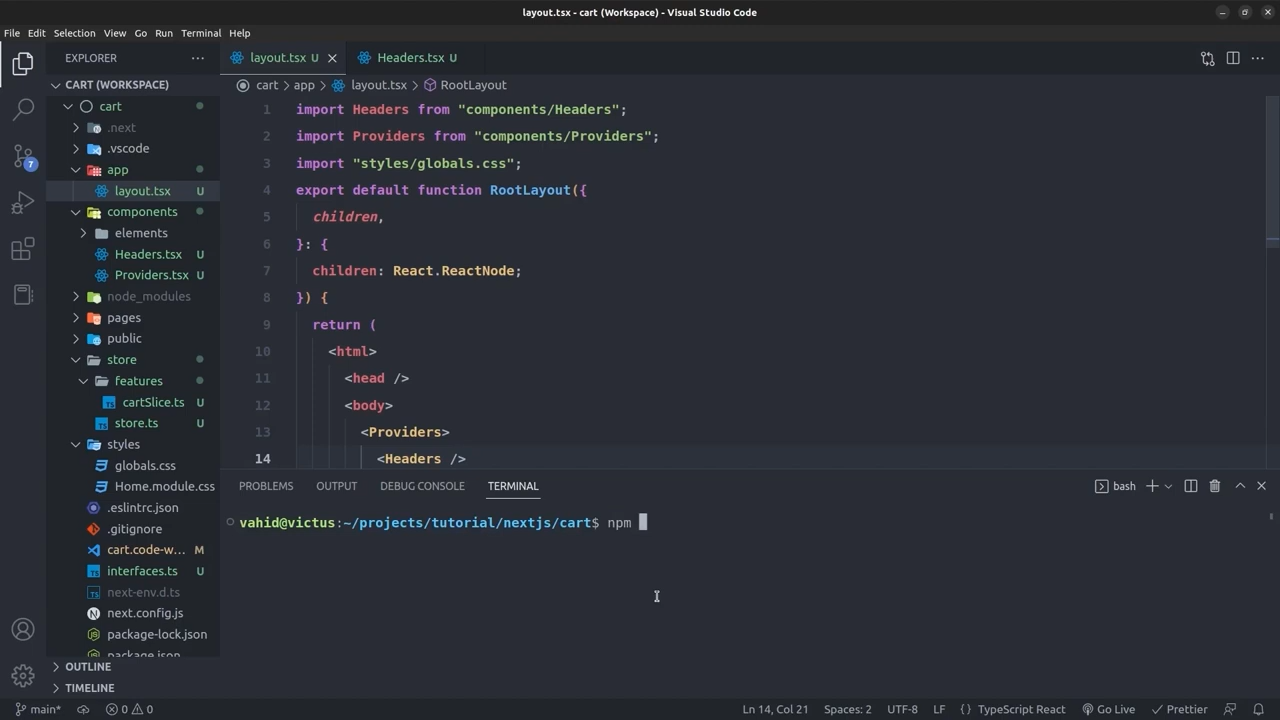 layout.tsx - cart (Workspace) - Visual Studio Code
File Edit Selection View Go Run Terminal Help
EXPLORER
layout.tsx U
Headers.tsx U
CART (WORKSPACE)
cart > app > layout.tsx > RootLayout
cart
.next
.vscode
app
layout.tsx U
components
elements
Headers.tsx U
Providers.tsx U
node_modules
pages
public
store
features
cartSlice.ts U
store.ts U
styles
globals.css
Home.module.css
.eslintrc.json
.gitignore
cart.code-w... M
interfaces.ts U
next-env.d.ts
next.config.js
package-lock.json
package.json
OUTLINE
TIMELINE
7
1 import Headers from "components/Headers";
2 import Providers from "components/Providers";
3 import "styles/globals.css";
4 export default function RootLayout({
5 children,
6 }: {
7 children: React.ReactNode;
8 }) {
9 return (
10 <html>
11 <head />
12 <body>
13 <Providers>
14 <Headers />
PROBLEMS OUTPUT DEBUG CONSOLE TERMINAL
bash
vahid@victus:~/projects/tutorial/nextjs/cart$ npm
main* 0 0
Ln 14, Col 21 Spaces: 2 UTF-8 LF {} TypeScript React Go Live Prettier